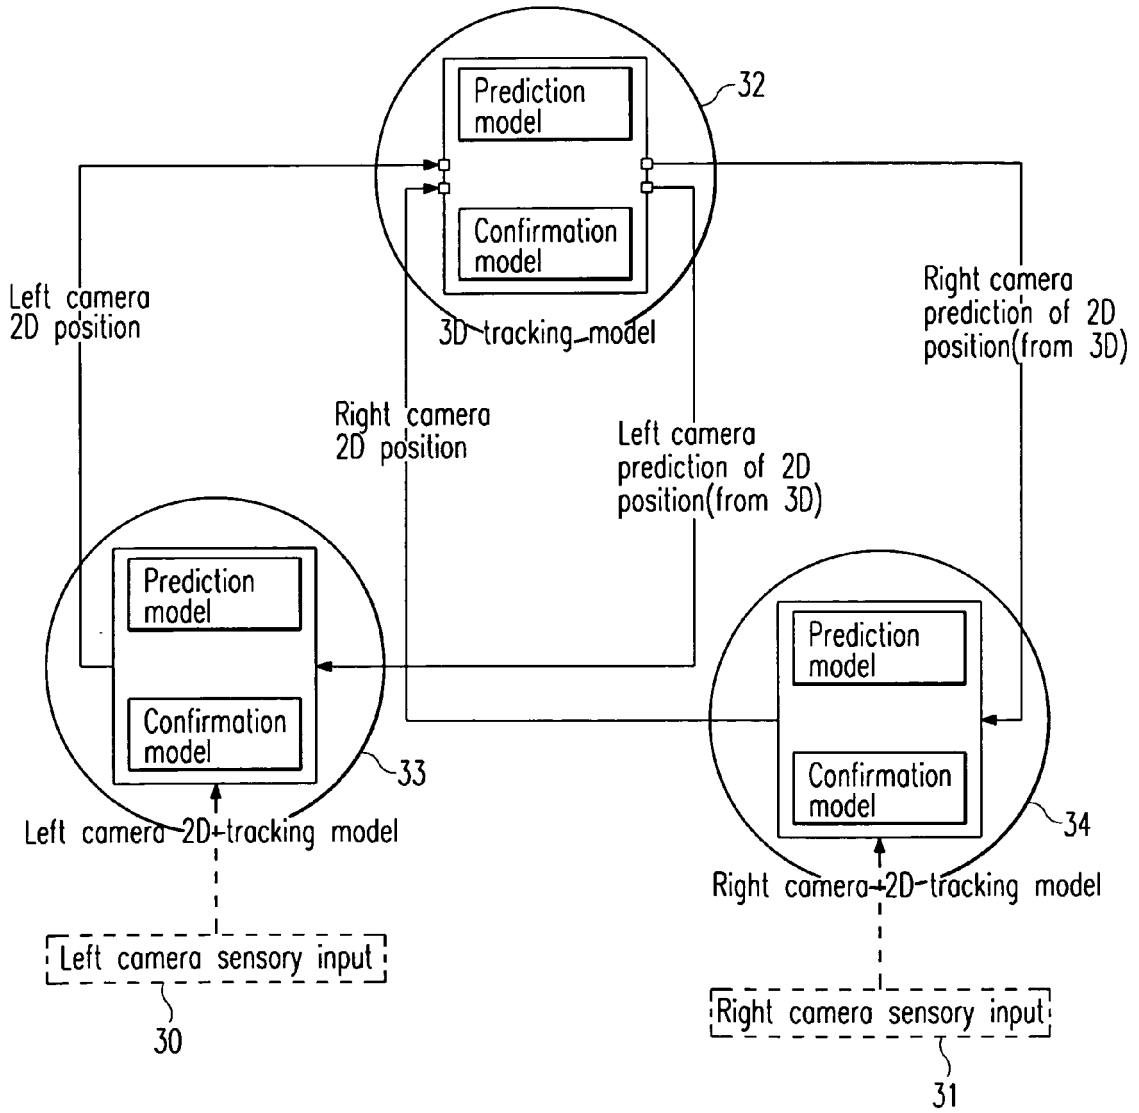 Prediction
model
32
Confirmation
model
3D tracking model
Left camera
2D position
Right camera
prediction of 2D
position(from 3D)
Right camera
2D position
Left camera
prediction of 2D
position(from 3D)
Prediction
model
Confirmation
model
33
Left camera 2D tracking model
Prediction
model
Confirmation
model
34
Right camera 2D tracking model
Left camera sensory input
30
Right camera sensory input
31